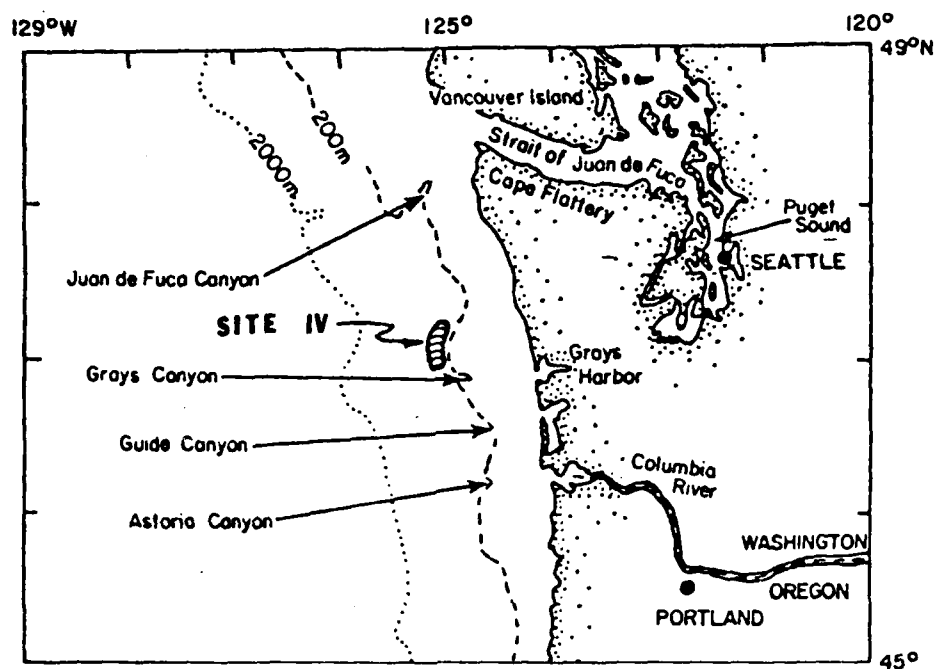 129°W
125°
120°
49°N
200m
2000m
Vancouver Island
Strait of Juan de Fuca
Cape Flattery
Puget
Sound
Juan de Fuca Canyon
SEATTLE
SITE IV
Grays Canyon
Grays
Harbor
Guide Canyon
Columbia
River
Astoria Canyon
WASHINGTON
OREGON
PORTLAND
45°